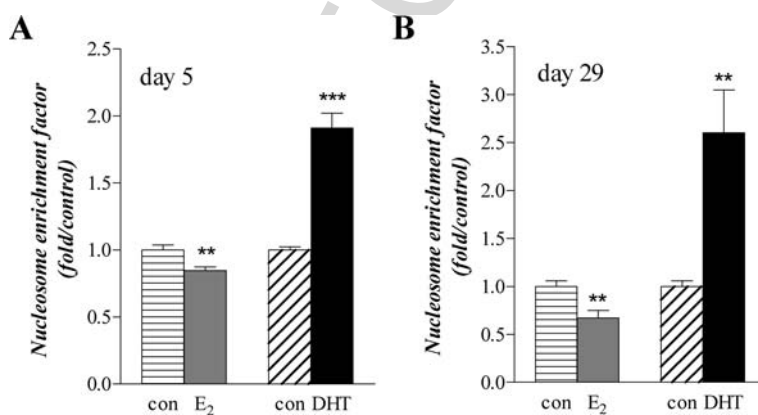 A
B
Nucleosome enrichment factor
(fold/control)
2.5
2.0
1.5
1.0
0.5
0.0
day 5
**
***
con E₂
con DHT
Nucleosome enrichment factor
(fold/control)
3.5
3.0
2.5
2.0
1.5
1.0
0.5
0.0
day 29
**
**
con E₂
con DHT